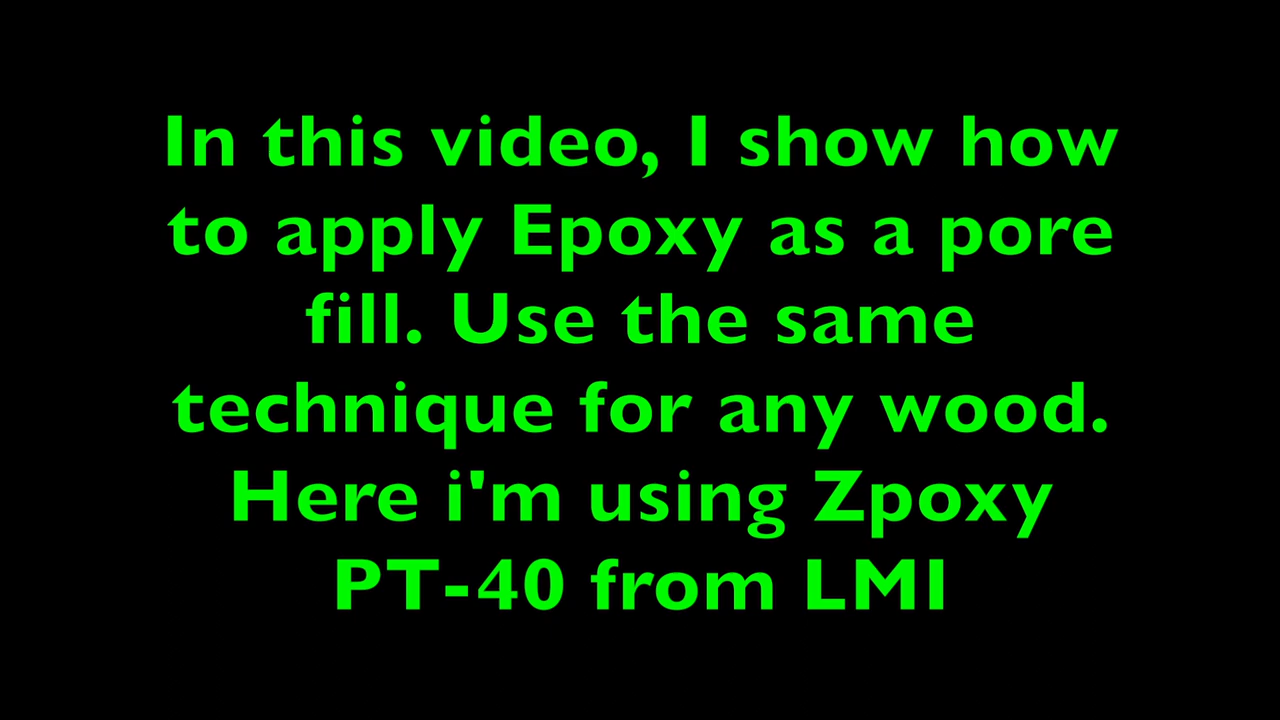 In this video, I show how
to apply Epoxy as a pore
fill. Use the same
technique for any wood.
Here i'm using Zpoxy
PT-40 from LMI